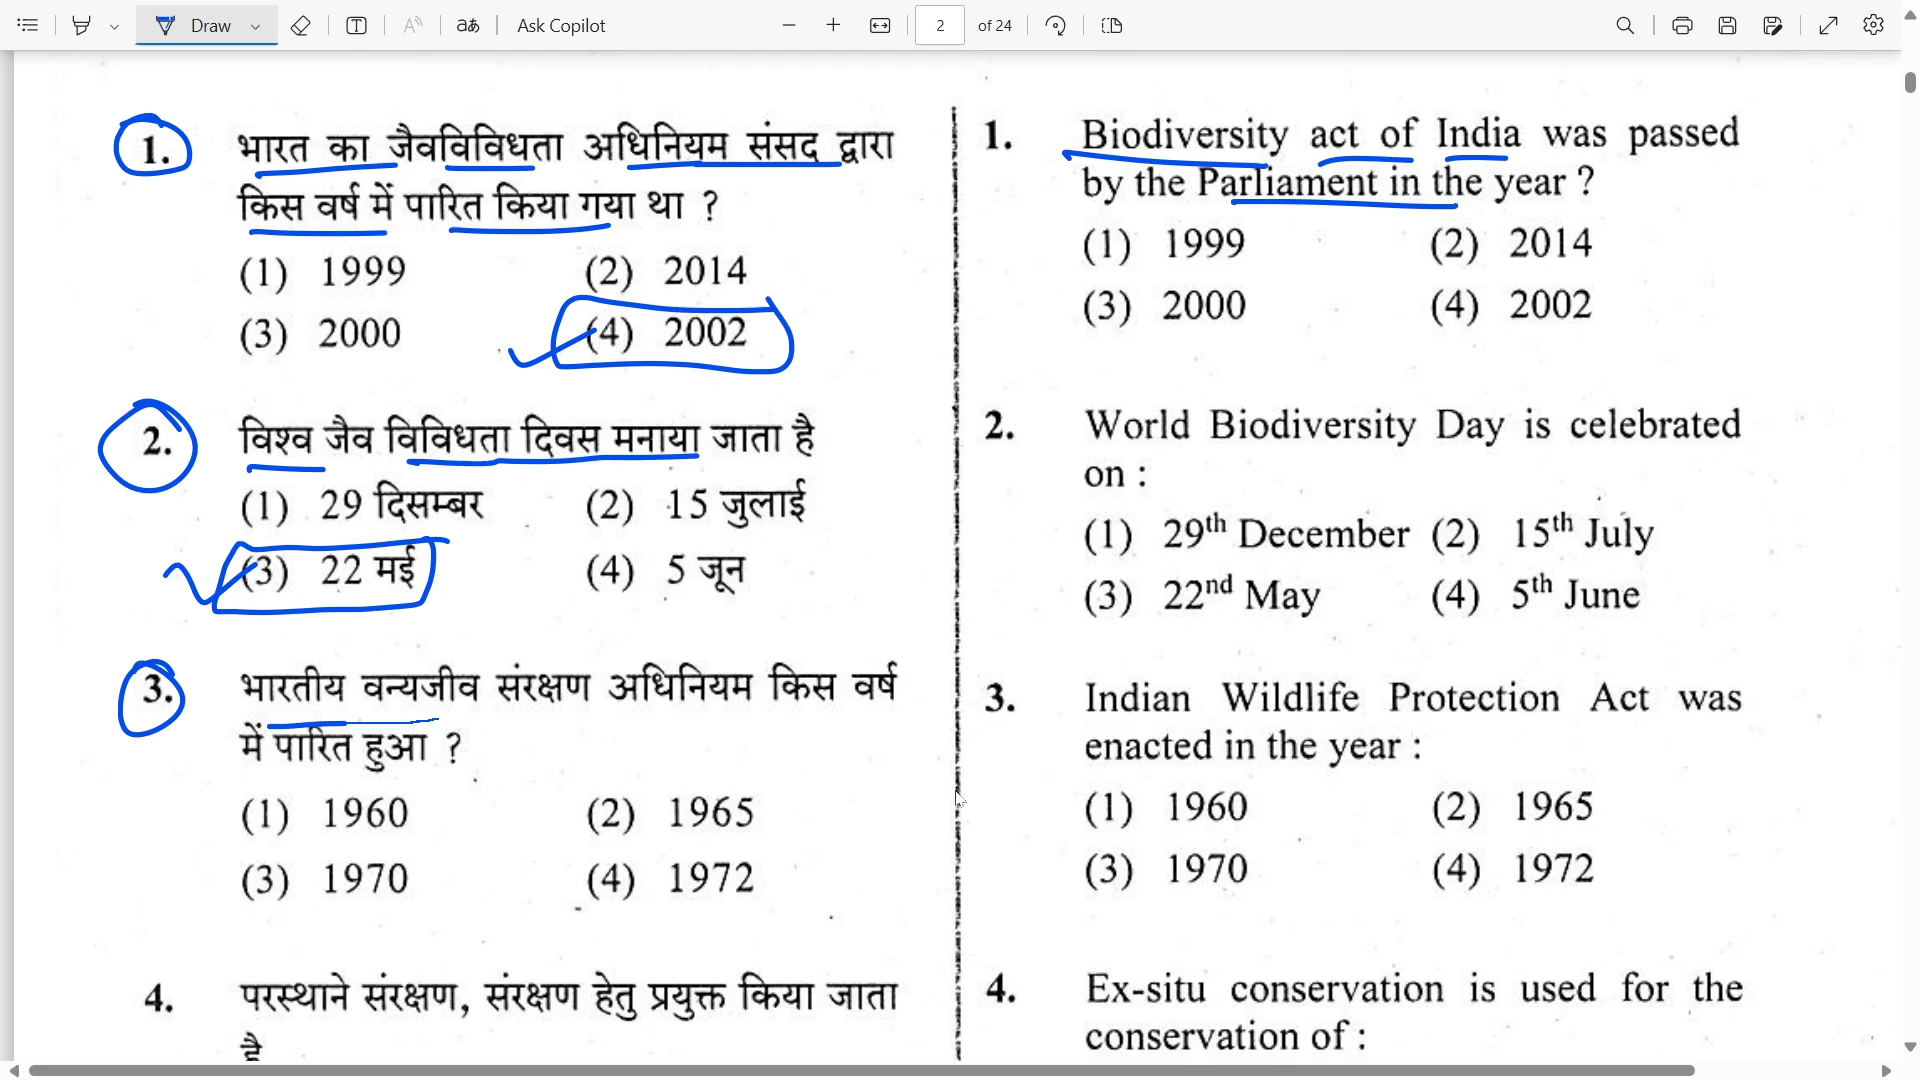 Draw
Ask Copilot
2 of 24
1. भारत का जैवविविधता अधिनियम संसद द्वारा
किस वर्ष में पारित किया गया था ?
(1) 1999 (2) 2014
(3) 2000 (4) 2002
2. विश्व जैव विविधता दिवस मनाया जाता है
(1) 29 दिसम्बर (2) 15 जुलाई
(3) 22 मई (4) 5 जून
3. भारतीय वन्यजीव संरक्षण अधिनियम किस वर्ष
में पारित हुआ ?
(1) 1960 (2) 1965
(3) 1970 (4) 1972
4. परस्थाने संरक्षण, संरक्षण हेतु प्रयुक्त किया जाता
है
1. Biodiversity act of India was passed
by the Parliament in the year ?
(1) 1999 (2) 2014
(3) 2000 (4) 2002
2. World Biodiversity Day is celebrated
on :
(1) 29th December (2) 15th July
(3) 22nd May (4) 5th June
3. Indian Wildlife Protection Act was
enacted in the year :
(1) 1960 (2) 1965
(3) 1970 (4) 1972
4. Ex-situ conservation is used for the
conservation of :